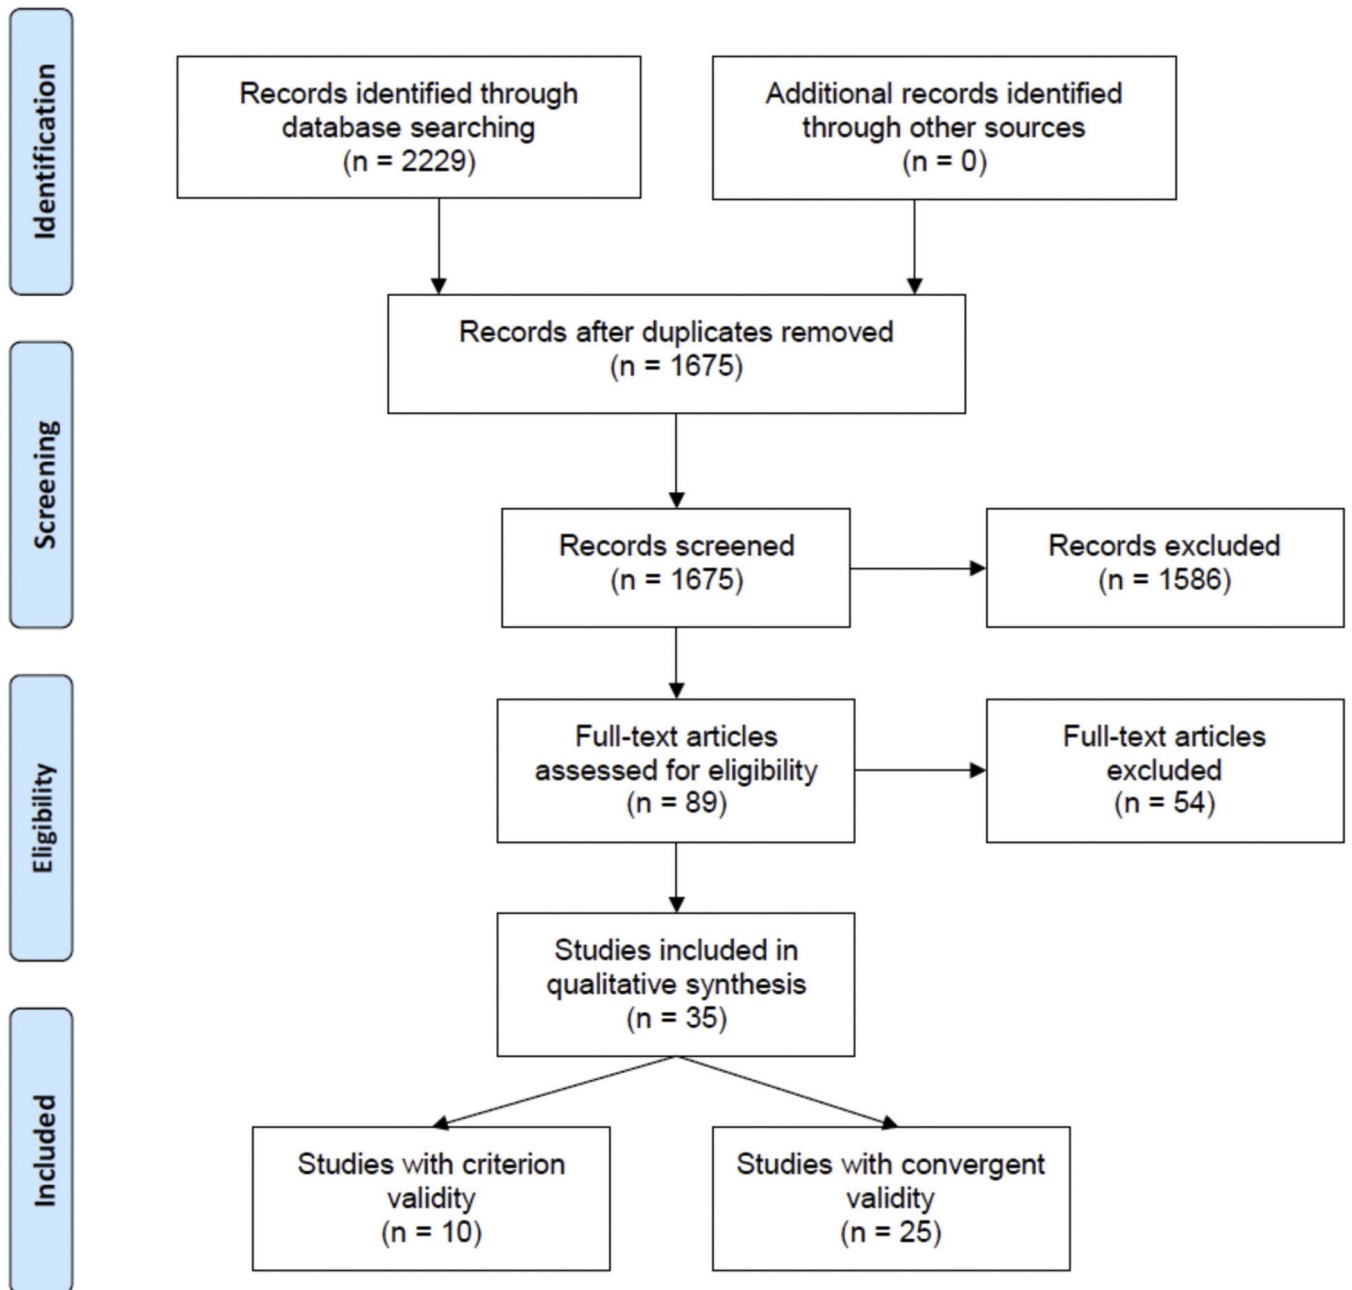 Identification
Records identified through
database searching
(n = 2229)
Additional records identified
through other sources
(n = 0)
Records after duplicates removed
(n = 1675)
Screening
Records screened
(n = 1675)
Records excluded
(n = 1586)
Eligibility
Full-text articles
assessed for eligibility
(n = 89)
Full-text articles
excluded
(n = 54)
Studies included in
qualitative synthesis
(n = 35)
Included
Studies with criterion
validity
(n = 10)
Studies with convergent
validity
(n = 25)